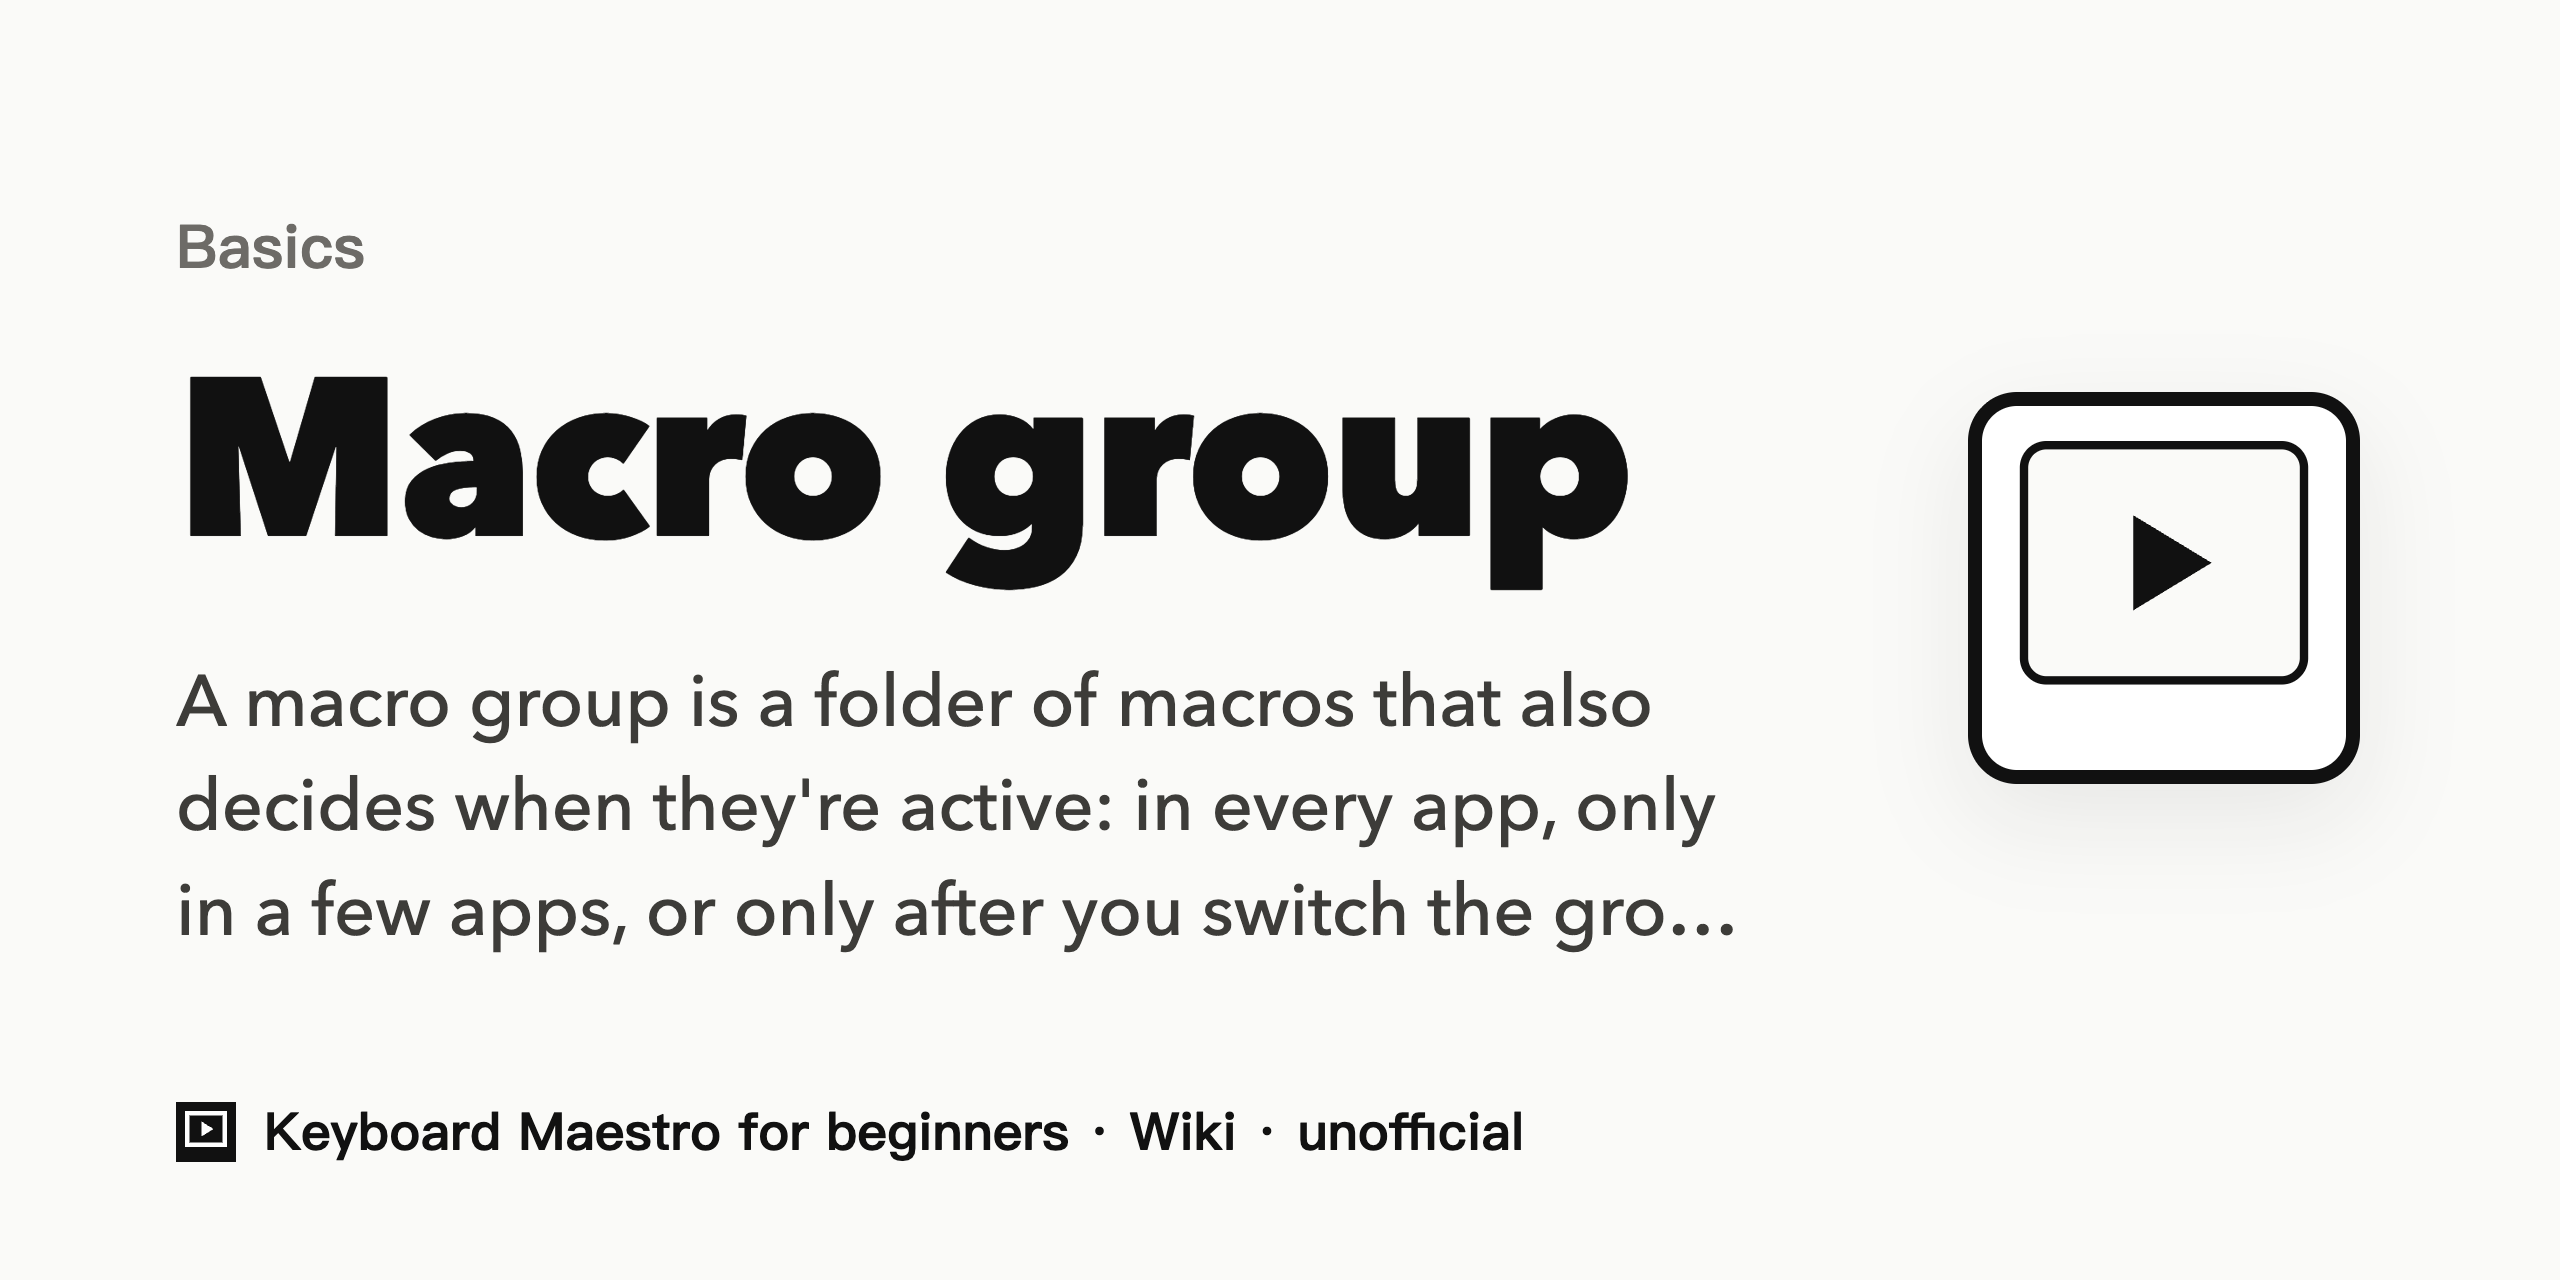 Basics
Macro group
A macro group is a folder of macros that also
decides when they're active: in every app, only
in a few apps, or only after you switch the gro...
Keyboard Maestro for beginners · Wiki · unofficial